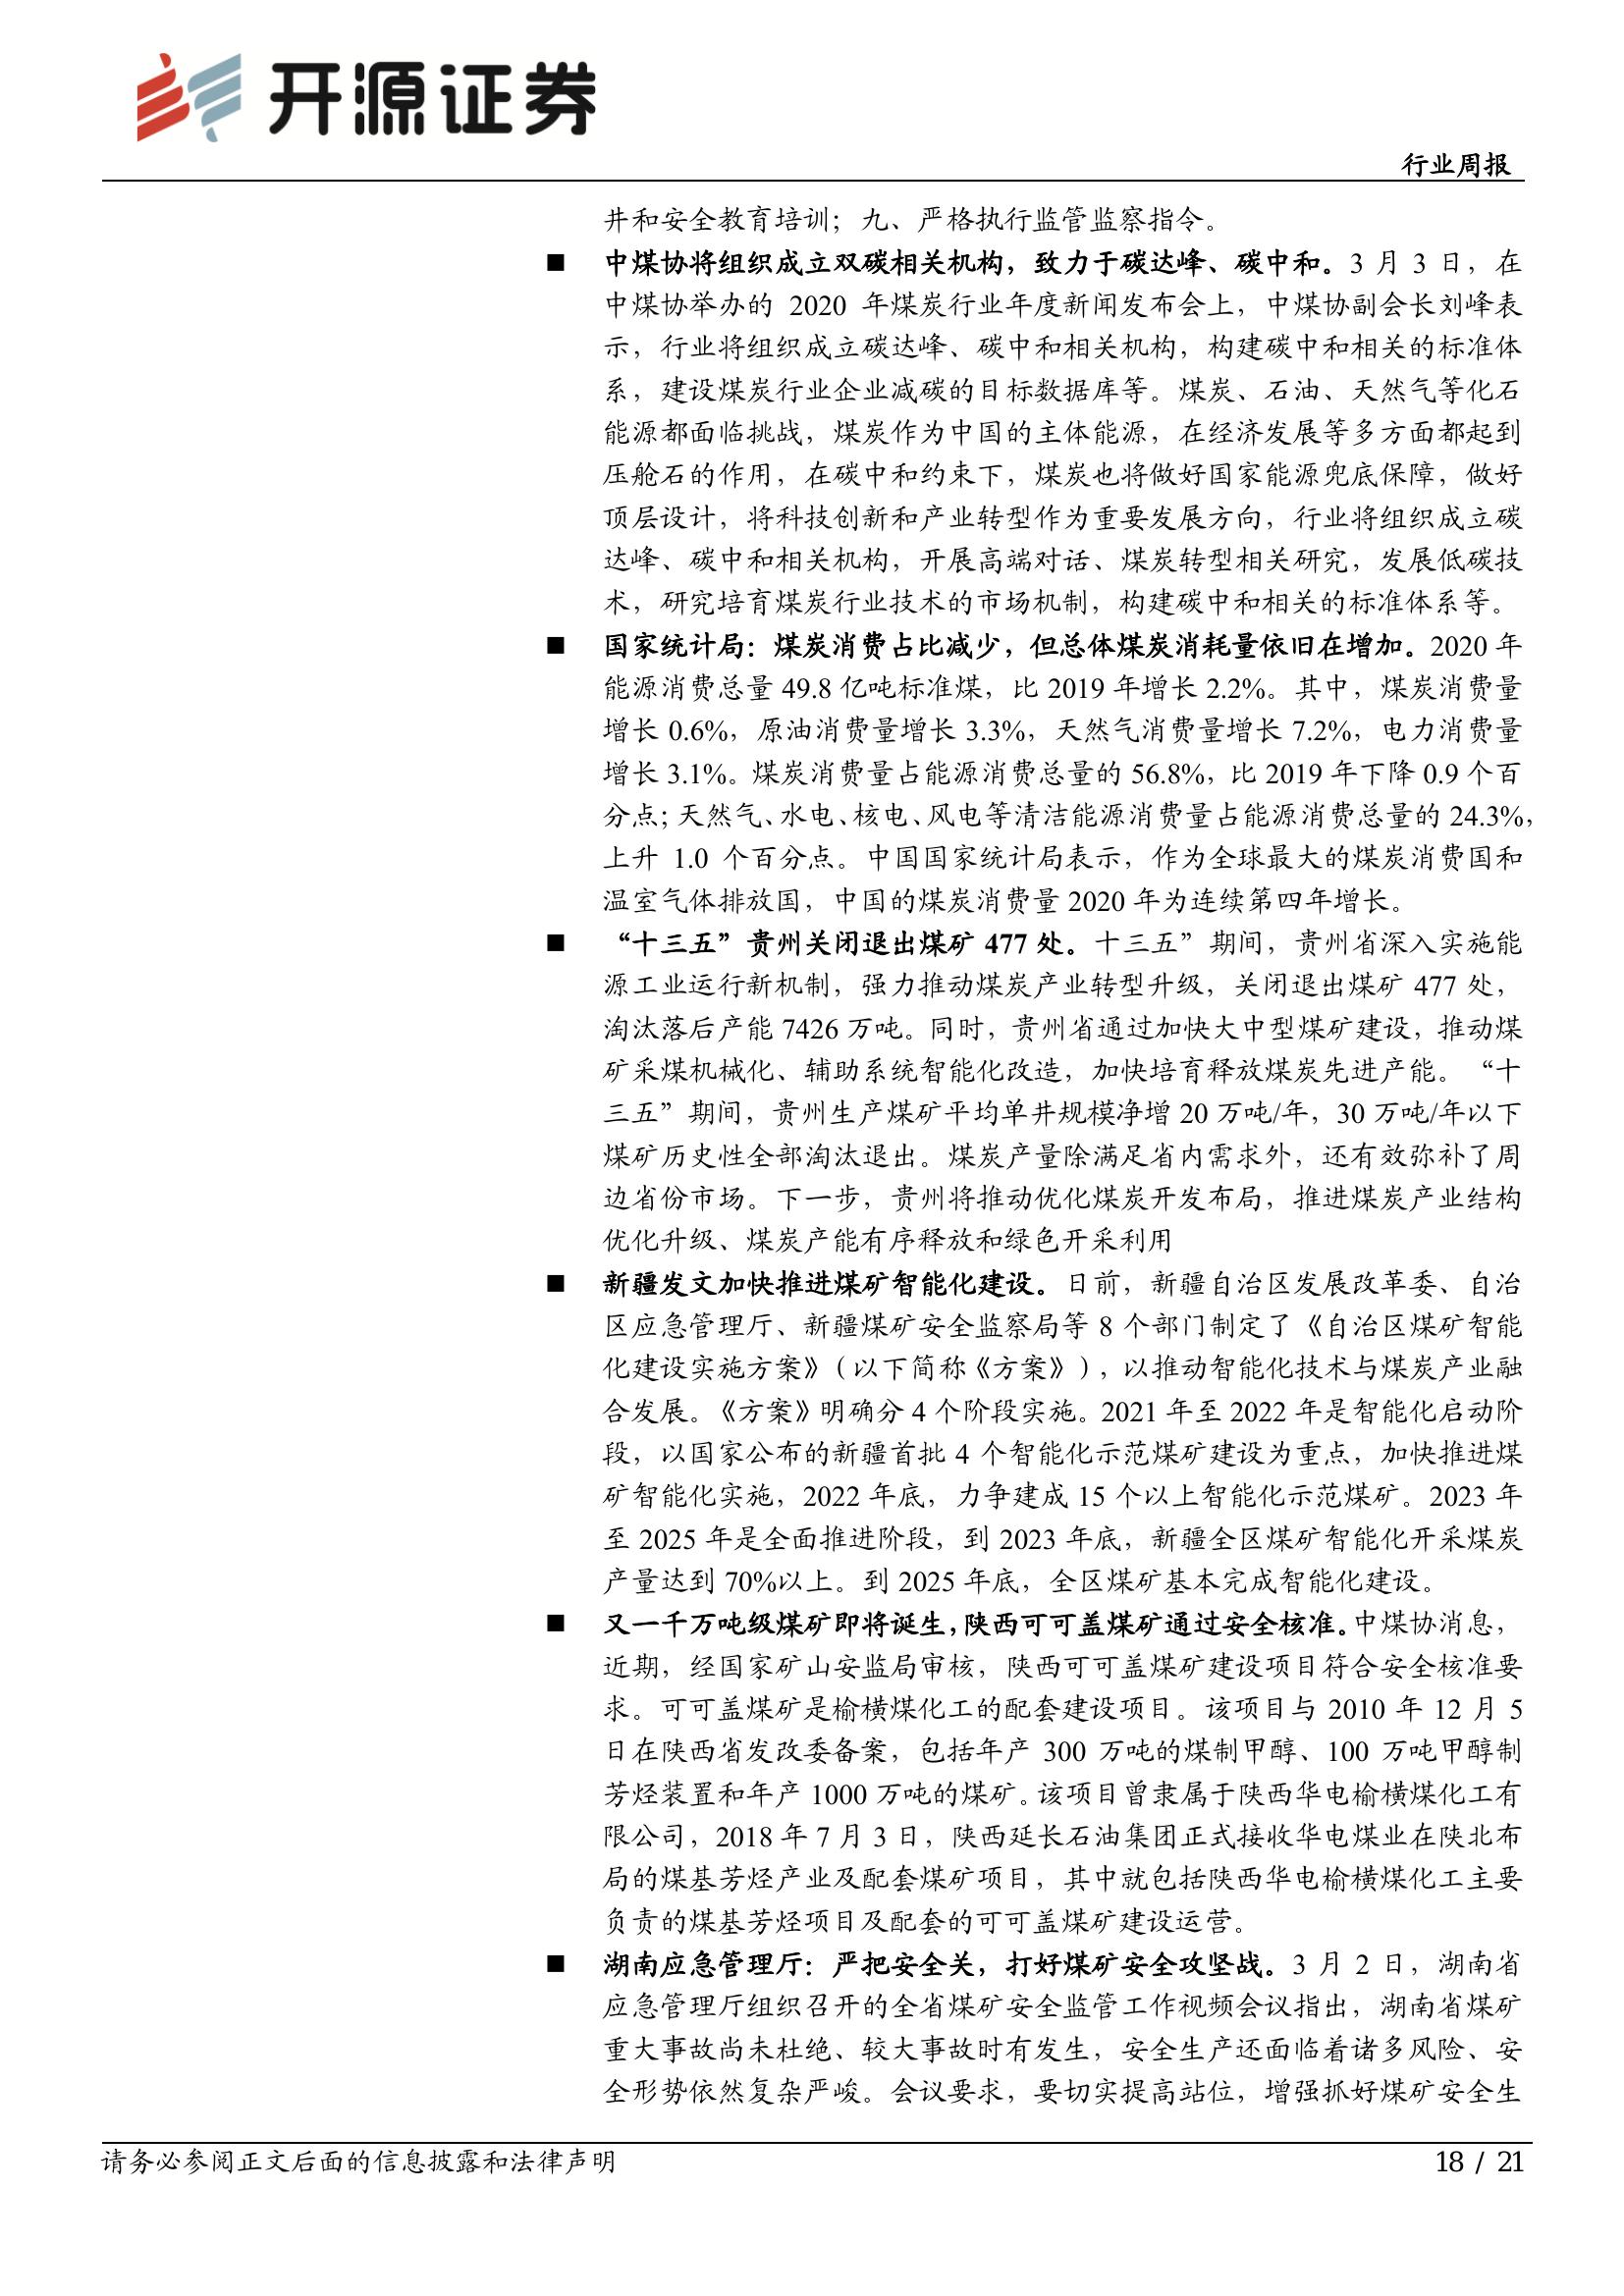 开源证券
行业周报
井和安全教育培训；九、严格执行监管监察指令。
■ 中煤协将组织成立双碳相关机构，致力于碳达峰、碳中和。3 月 3 日，在
中煤协举办的 2020 年煤炭行业年度新闻发布会上，中煤协副会长刘峰表
示，行业将组织成立碳达峰、碳中和相关机构，构建碳中和相关的标准体
系，建设煤炭行业企业减碳的目标数据库等。煤炭、石油、天然气等化石
能源都面临挑战，煤炭作为中国的主体能源，在经济发展等多方面都起到
压舱石的作用，在碳中和约束下，煤炭也将做好国家能源兜底保障，做好
顶层设计，将科技创新和产业转型作为重要发展方向，行业将组织成立碳
达峰、碳中和相关机构，开展高端对话、煤炭转型相关研究，发展低碳技
术，研究培育煤炭行业技术的市场机制，构建碳中和相关的标准体系等。
■ 国家统计局：煤炭消费占比减少，但总体煤炭消耗量依旧在增加。2020 年
能源消费总量 49.8 亿吨标准煤，比 2019 年增长 2.2%。其中，煤炭消费量
增长 0.6%，原油消费量增长 3.3%，天然气消费量增长 7.2%，电力消费量
增长 3.1%。煤炭消费量占能源消费总量的 56.8%，比 2019 年下降 0.9 个百
分点；天然气、水电、核电、风电等清洁能源消费量占能源消费总量的 24.3%，
上升 1.0 个百分点。中国国家统计局表示，作为全球最大的煤炭消费国和
温室气体排放国，中国的煤炭消费量 2020 年为连续第四年增长。
■ “十三五”贵州关闭退出煤矿 477 处。十三五”期间，贵州省深入实施能
源工业运行新机制，强力推动煤炭产业转型升级，关闭退出煤矿 477 处，
淘汰落后产能 7426 万吨。同时，贵州省通过加快大中型煤矿建设，推动煤
矿采煤机械化、辅助系统智能化改造，加快培育释放煤炭先进产能。“十
三五”期间，贵州生产煤矿平均单井规模净增 20 万吨/年，30 万吨/年以下
煤矿历史性全部淘汰退出。煤炭产量除满足省内需求外，还有效弥补了周
边省份市场。下一步，贵州将推动优化煤炭开发布局，推进煤炭产业结构
优化升级、煤炭产能有序释放和绿色开采利用
■ 新疆发文加快推进煤矿智能化建设。日前，新疆自治区发展改革委、自治
区应急管理厅、新疆煤矿安全监察局等 8 个部门制定了《自治区煤矿智能
化建设实施方案》（以下简称《方案》），以推动智能化技术与煤炭产业融
合发展。《方案》明确分 4 个阶段实施。2021 年至 2022 年是智能化启动阶
段，以国家公布的新疆首批 4 个智能化示范煤矿建设为重点，加快推进煤
矿智能化实施，2022 年底，力争建成 15 个以上智能化示范煤矿。2023 年
至 2025 年是全面推进阶段，到 2023 年底，新疆全区煤矿智能化开采煤炭
产量达到 70%以上。到 2025 年底，全区煤矿基本完成智能化建设。
■ 又一千万吨级煤矿即将诞生，陕西可可盖煤矿通过安全核准。中煤协消息，
近期，经国家矿山安监局审核，陕西可可盖煤矿建设项目符合安全核准要
求。可可盖煤矿是榆横煤化工的配套建设项目。该项目与 2010 年 12 月 5
日在陕西省发改委备案，包括年产 300 万吨的煤制甲醇、100 万吨甲醇制
芳烃装置和年产 1000 万吨的煤矿。该项目曾隶属于陕西华电榆横煤化工有
限公司，2018 年 7 月 3 日，陕西延长石油集团正式接收华电煤业在陕北布
局的煤基芳烃产业及配套煤矿项目，其中就包括陕西华电榆横煤化工主要
负责的煤基芳烃项目及配套的可可盖煤矿建设运营。
■ 湖南应急管理厅：严把安全关，打好煤矿安全攻坚战。3 月 2 日，湖南省
应急管理厅组织召开的全省煤矿安全监管工作视频会议指出，湖南省煤矿
重大事故尚未杜绝、较大事故时有发生，安全生产还面临着诸多风险、安
全形势依然复杂严峻。会议要求，要切实提高站位，增强抓好煤矿安全生
请务必参阅正文后面的信息披露和法律声明
18 / 21